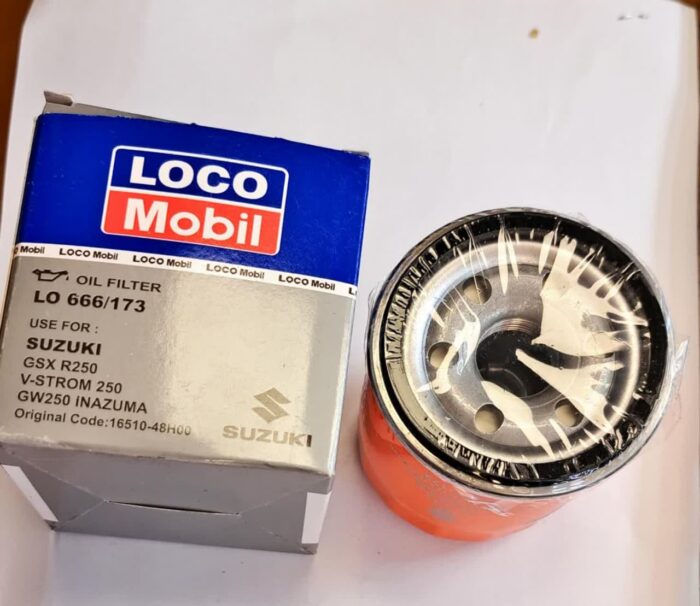 LOCO
Mobil
Mobil LOCO Mobil LOCO Mobil LOCO Mobil LOCO Mobil LOCO
OIL FILTER
LO 666/173
USE FOR :
SUZUKI
GSX R250
V-STROM 250
GW250 INAZUMA
Original Code:16510-48H00
SUZUKI